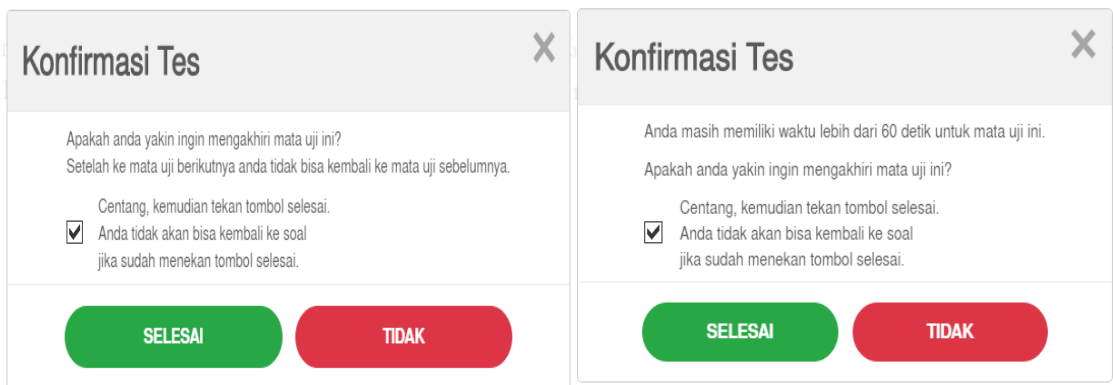 Konfirmasi Tes
Apakah anda yakin ingin mengakhiri mata uji ini?
Setelah ke mata uji berikutnya anda tidak bisa kembali ke mata uji sebelumnya.
Centang, kemudian tekan tombol selesai.
Anda tidak akan bisa kembali ke soal
jika sudah menekan tombol selesai.
SELESAI
TIDAK
Konfirmasi Tes
Anda masih memiliki waktu lebih dari 60 detik untuk mata uji ini.
Apakah anda yakin ingin mengakhiri mata uji ini?
Centang, kemudian tekan tombol selesai.
Anda tidak akan bisa kembali ke soal
jika sudah menekan tombol selesai.
SELESAI
TIDAK